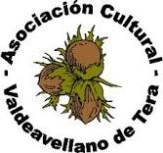 - Asociación Cultural -
Valdeavellano de Tera